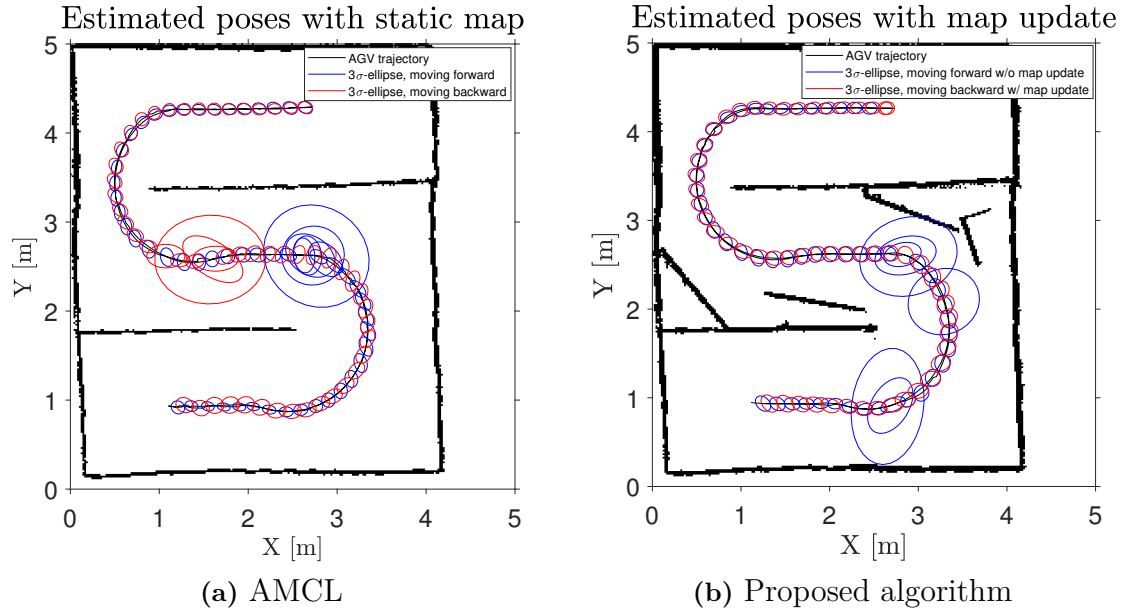 Estimated poses with static map
5
4
3
2
1
0
Y [m]
AGV trajectory
3σ-ellipse, moving forward
3σ-ellipse, moving backward
0 1 2 3 4 5
X [m]
(a) AMCL
Estimated poses with map update
5
4
3
2
1
0
Y [m]
AGV trajectory
3σ-ellipse, moving forward w/o map update
3σ-ellipse, moving backward w/ map update
0 1 2 3 4 5
X [m]
(b) Proposed algorithm